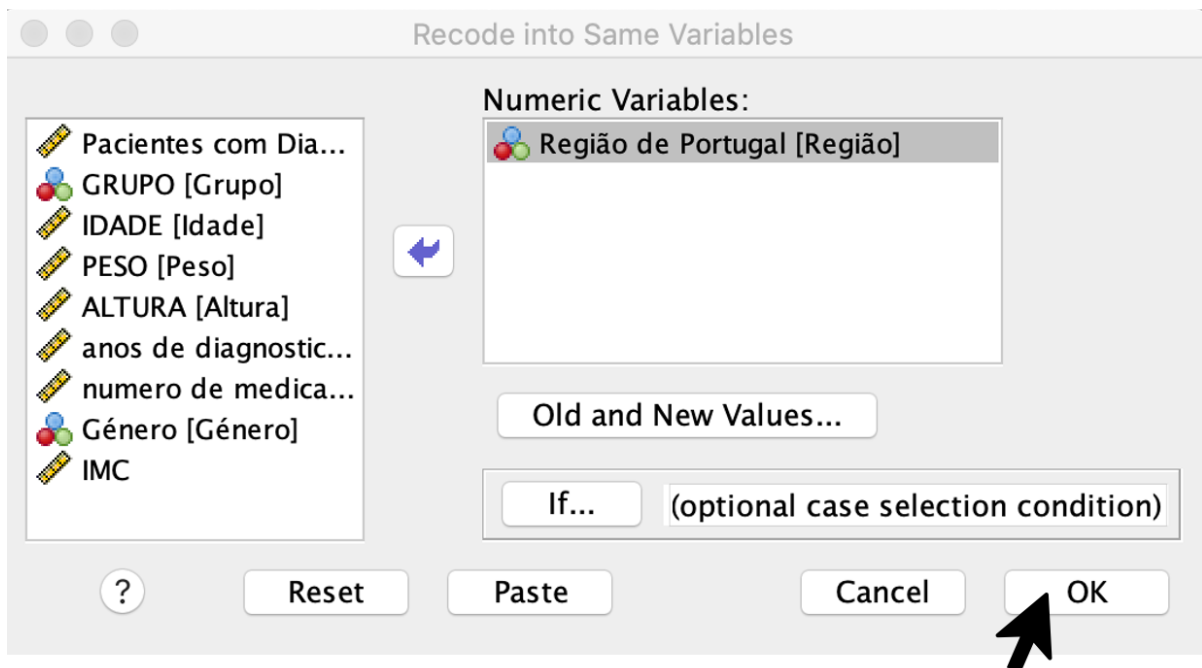 Recode into Same Variables
Numeric Variables:
Pacientes com Dia...
GRUPO [Grupo]
IDADE [Idade]
PESO [Peso]
ALTURA [Altura]
anos de diagnostic...
numero de medica...
Género [Género]
IMC
Região de Portugal [Região]
Old and New Values...
If... (optional case selection condition)
? Reset Paste Cancel OK